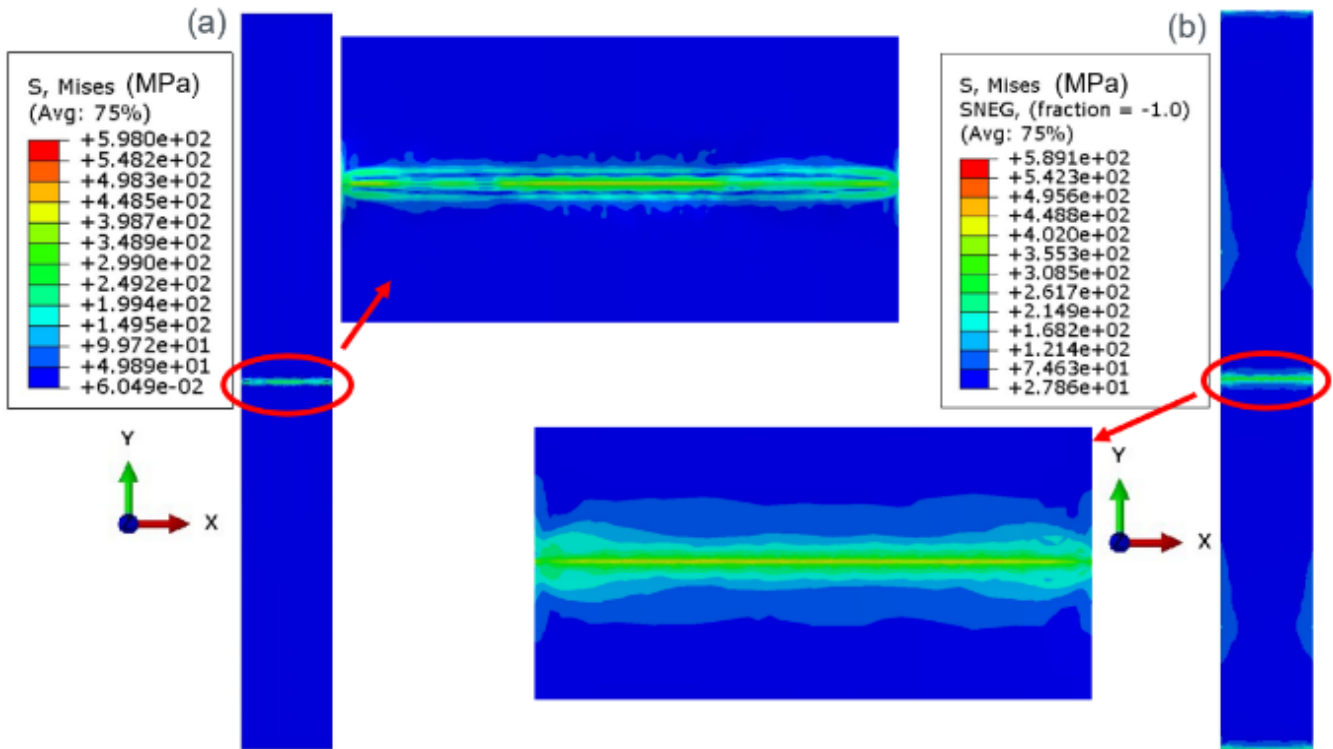 (a)
S, Mises (MPa)
(Avg: 75%)
+5.980e+02
+5.482e+02
+4.983e+02
+4.485e+02
+3.987e+02
+3.489e+02
+2.990e+02
+2.492e+02
+1.994e+02
+1.495e+02
+9.972e+01
+4.989e+01
+6.049e-02
Y
X
(b)
S, Mises (MPa)
SNEG, (fraction = -1.0)
(Avg: 75%)
+5.891e+02
+5.423e+02
+4.956e+02
+4.488e+02
+4.020e+02
+3.553e+02
+3.085e+02
+2.617e+02
+2.149e+02
+1.682e+02
+1.214e+02
+7.463e+01
+2.786e+01
Y
X